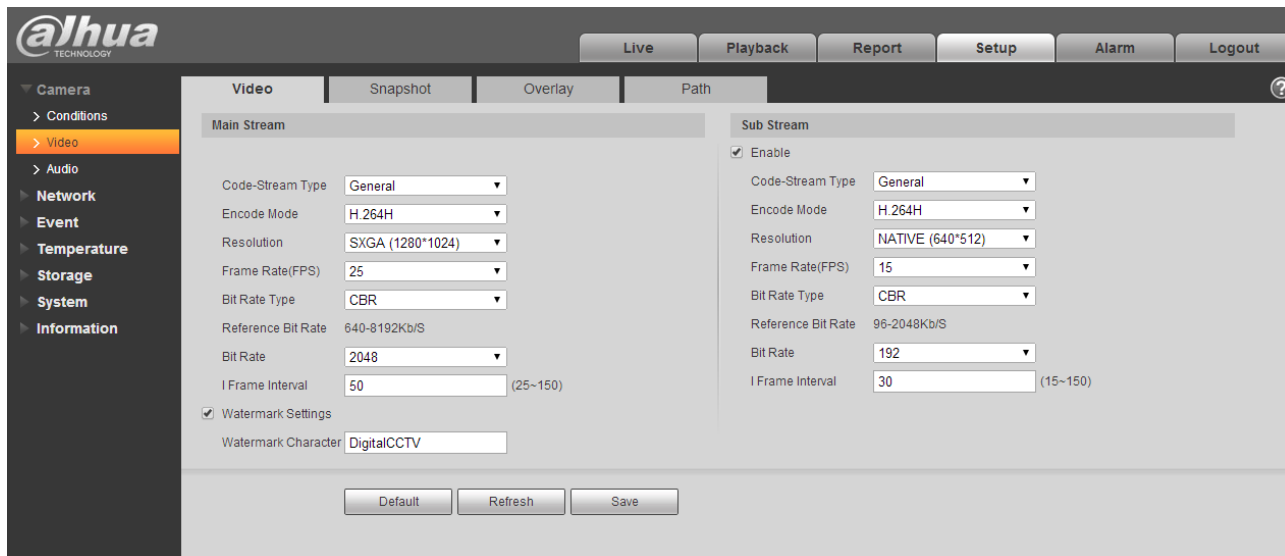 alhua
TECHNOLOGY
Live
Playback
Report
Setup
Alarm
Logout
Camera
Conditions
Video
Audio
Network
Event
Temperature
Storage
System
Information
Video
Snapshot
Overlay
Path
?
Main Stream
Code-Stream Type General
Encode Mode H.264H
Resolution SXGA (1280*1024)
Frame Rate(FPS) 25
Bit Rate Type CBR
Reference Bit Rate 640-8192Kb/S
Bit Rate 2048
I Frame Interval 50 (25~150)
Watermark Settings
Watermark Character DigitalCCTV
Sub Stream
Enable
Code-Stream Type General
Encode Mode H.264H
Resolution NATIVE (640*512)
Frame Rate(FPS) 15
Bit Rate Type CBR
Reference Bit Rate 96-2048Kb/S
Bit Rate 192
I Frame Interval 30 (15~150)
Default
Refresh
Save